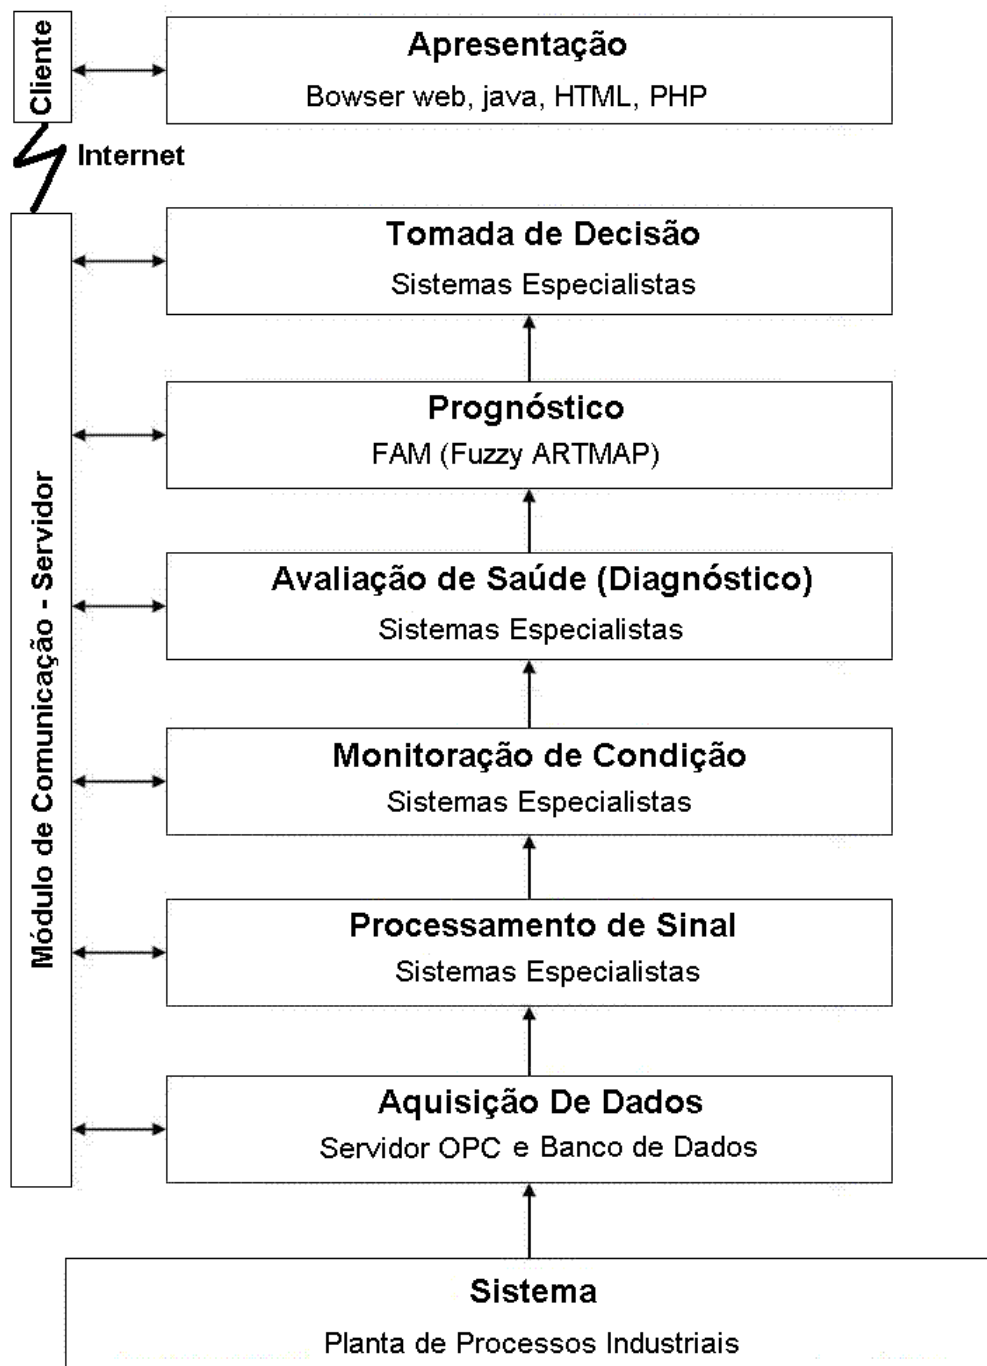 Cliente
Apresentação
Bowser web, java, HTML, PHP
Internet
Módulo de Comunicação - Servidor
Tomada de Decisão
Sistemas Especialistas
Prognóstico
FAM (Fuzzy ARTMAP)
Avaliação de Saúde (Diagnóstico)
Sistemas Especialistas
Monitoração de Condição
Sistemas Especialistas
Processamento de Sinal
Sistemas Especialistas
Aquisição De Dados
Servidor OPC e Banco de Dados
Sistema
Planta de Processos Industriais